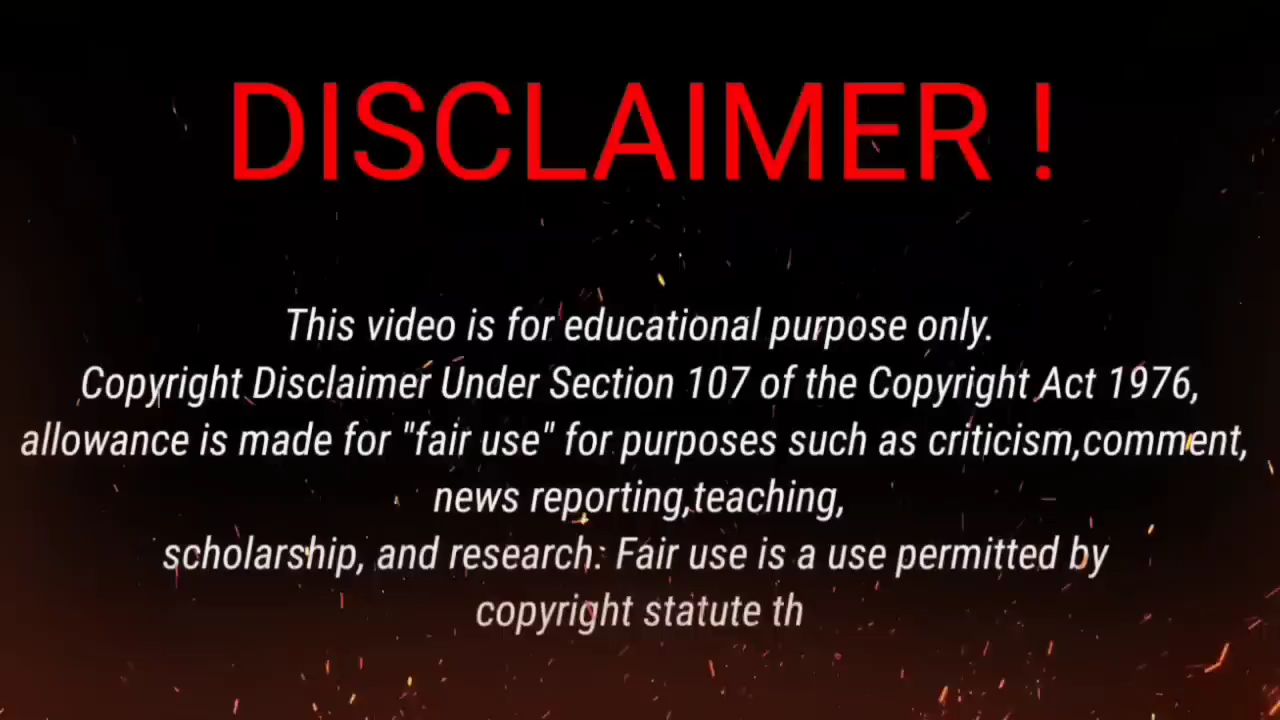 DISCLAIMER !
This video is for educational purpose only.
Copyright Disclaimer Under Section 107 of the Copyright Act 1976,
allowance is made for "fair use" for purposes such as criticism,comment,
news reporting,teaching,
scholarship, and research. Fair use is a use permitted by
copyright statute th